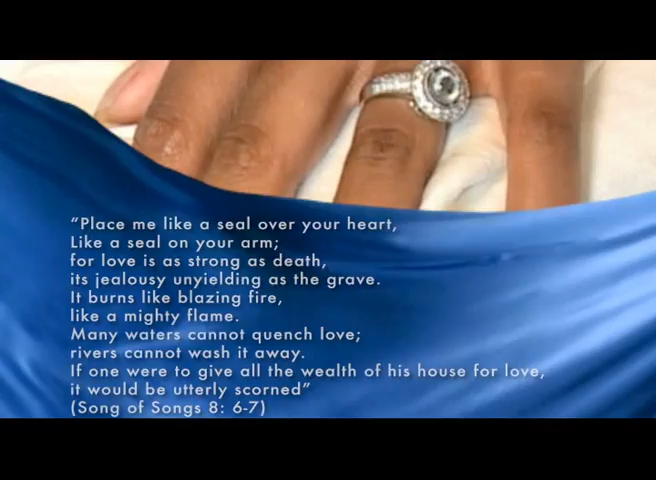 “Place me like a seal over your heart,
Like a seal on your arm;
for love is as strong as death,
its jealousy unyielding as the grave.
It burns like blazing fire,
like a mighty flame.
Many waters cannot quench love;
rivers cannot wash it away.
If one were to give all the wealth of his house for love,
it would be utterly scorned”
(Song of Songs 8: 6-7)